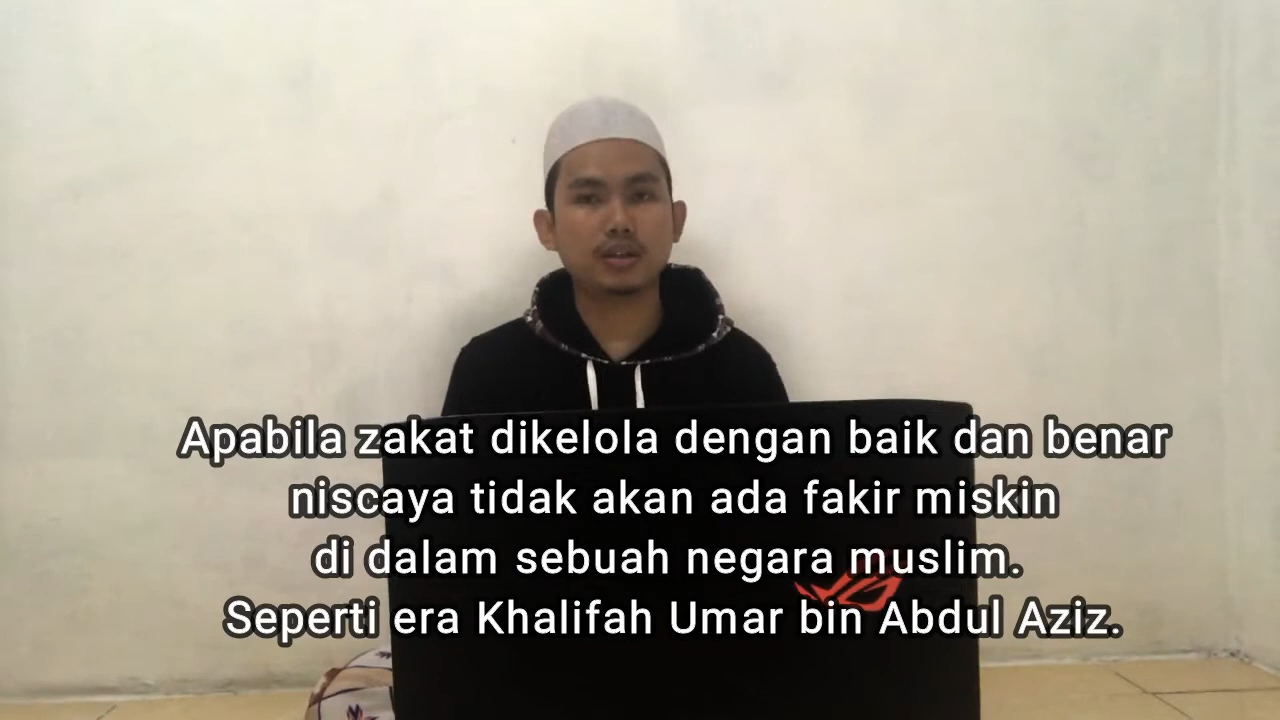 Apabila zakat dikelola dengan baik dan benar
niscaya tidak akan ada fakir miskin
di dalam sebuah negara muslim.
Seperti era Khalifah Umar bin Abdul Aziz.